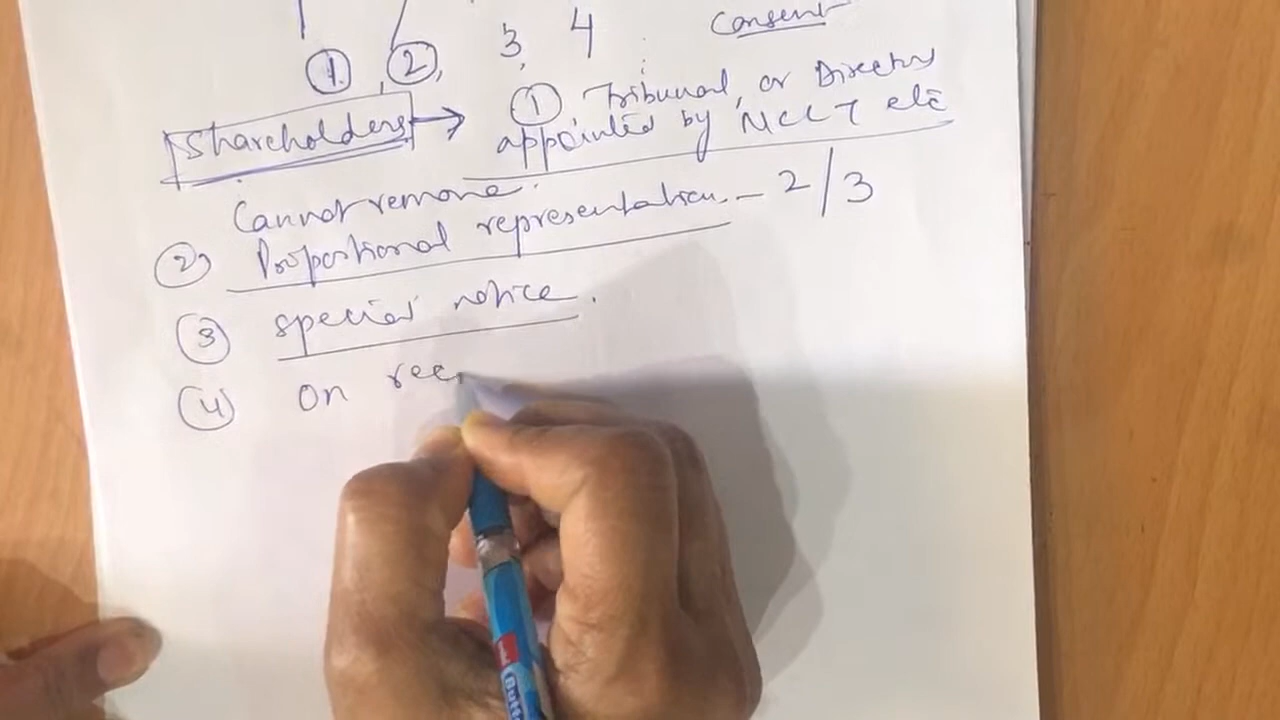 3, 4 Consent
1. 2,
Shareholders → 1 Tribunal, or Directors
appointed by NCLT etc
Cannot remove.
2) Proportional representation - 2/3
3 special notice.
4 on rec